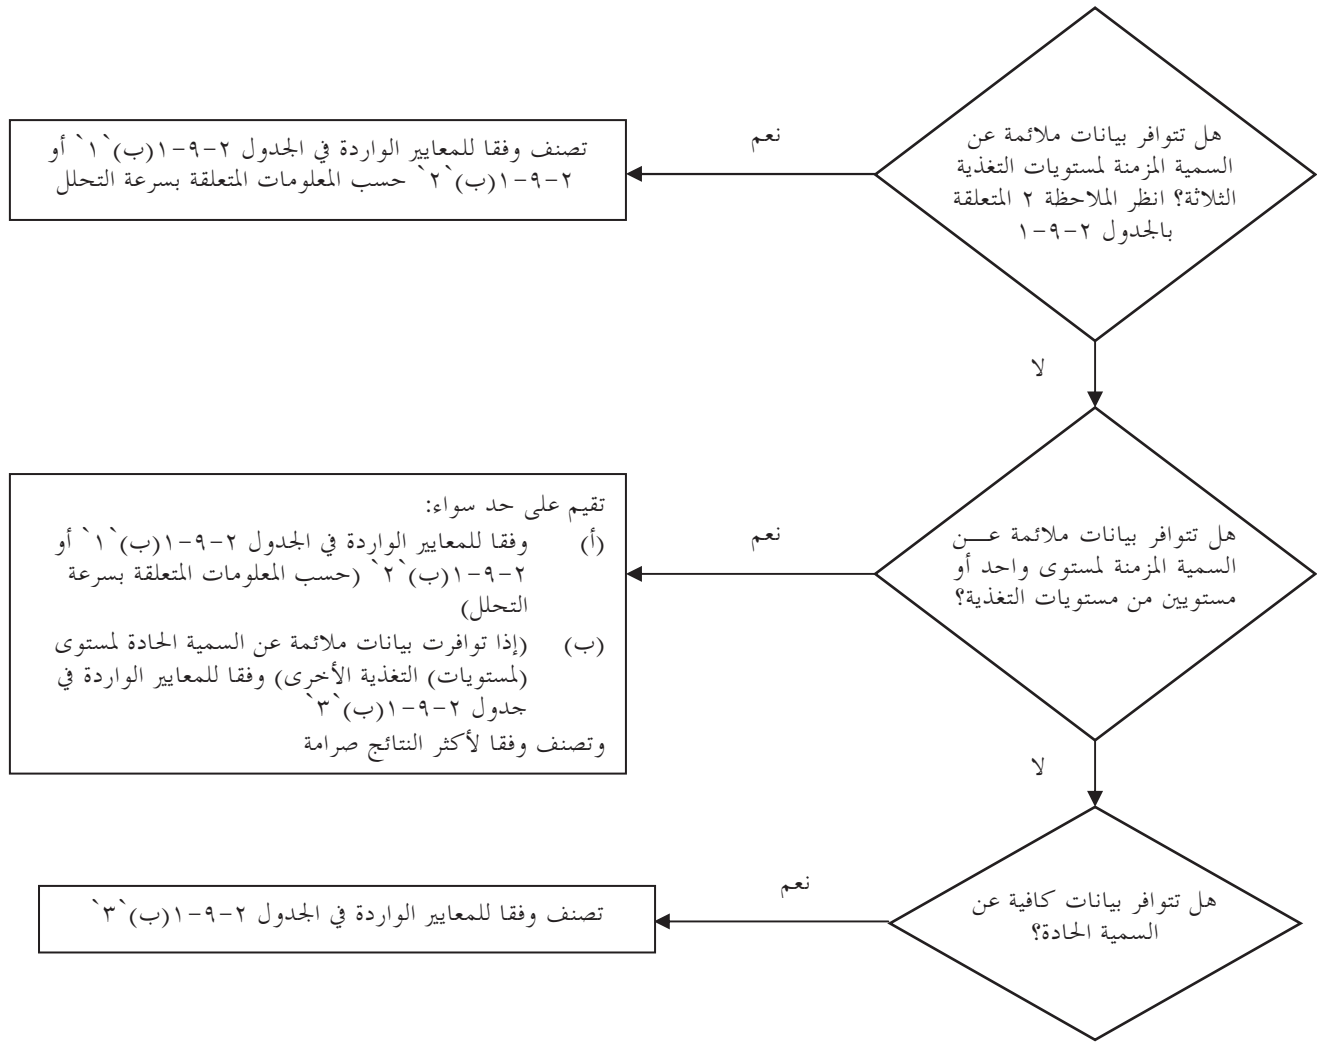 هل تتوافر بيانات ملائمة عن
السمية المزمنة لمستويات التغذية
الثلاثة؟ انظر الملاحظة ٢ المتعلقة
بالجدول ٢-٩-١
نعم
تصنف وفقا للمعايير الواردة في الجدول ٢-٩-١(ب)`١` أو
٢-٩-١(ب)`٢` حسب المعلومات المتعلقة بسرعة التحلل
لا
هل تتوافر بيانات ملائمة عـــن
السمية المزمنة لمستوى واحد أو
مستويين من مستويات التغذية؟
نعم
تقيم على حد سواء:
(أ) وفقا للمعايير الواردة في الجدول ٢-٩-١(ب)`١` أو
٢-٩-١(ب)`٢` (حسب المعلومات المتعلقة بسرعة
التحلل)
(ب) (إذا توافرت بيانات ملائمة عن السمية الحادة لمستوى
(لمستويات) التغذية الأخرى) وفقا للمعايير الواردة في
جدول ٢-٩-١(ب)`٣`
وتصنف وفقا لأكثر النتائج صرامة
لا
هل تتوافر بيانات كافية عن
السمية الحادة؟
نعم
تصنف وفقا للمعايير الواردة في الجدول ٢-٩-١(ب)`٣`